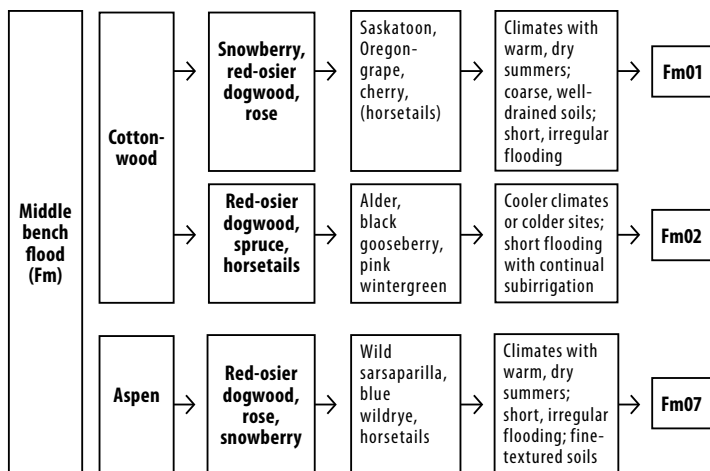 Middle
bench
flood
(Fm)
Cotton-
wood
Snowberry,
red-osier
dogwood,
rose
Saskatoon,
Oregon-
grape,
cherry,
(horsetails)
Climates with
warm, dry
summers;
coarse, well-
drained soils;
short, irregular
flooding
Fm01
Red-osier
dogwood,
spruce,
horsetails
Alder,
black
gooseberry,
pink
wintergreen
Cooler climates
or colder sites;
short flooding
with continual
subirrigation
Fm02
Aspen
Red-osier
dogwood,
rose,
snowberry
Wild
sarsaparilla,
blue
wildrye,
horsetails
Climates with
warm, dry
summers;
short, irregular
flooding; fine-
textured soils
Fm07